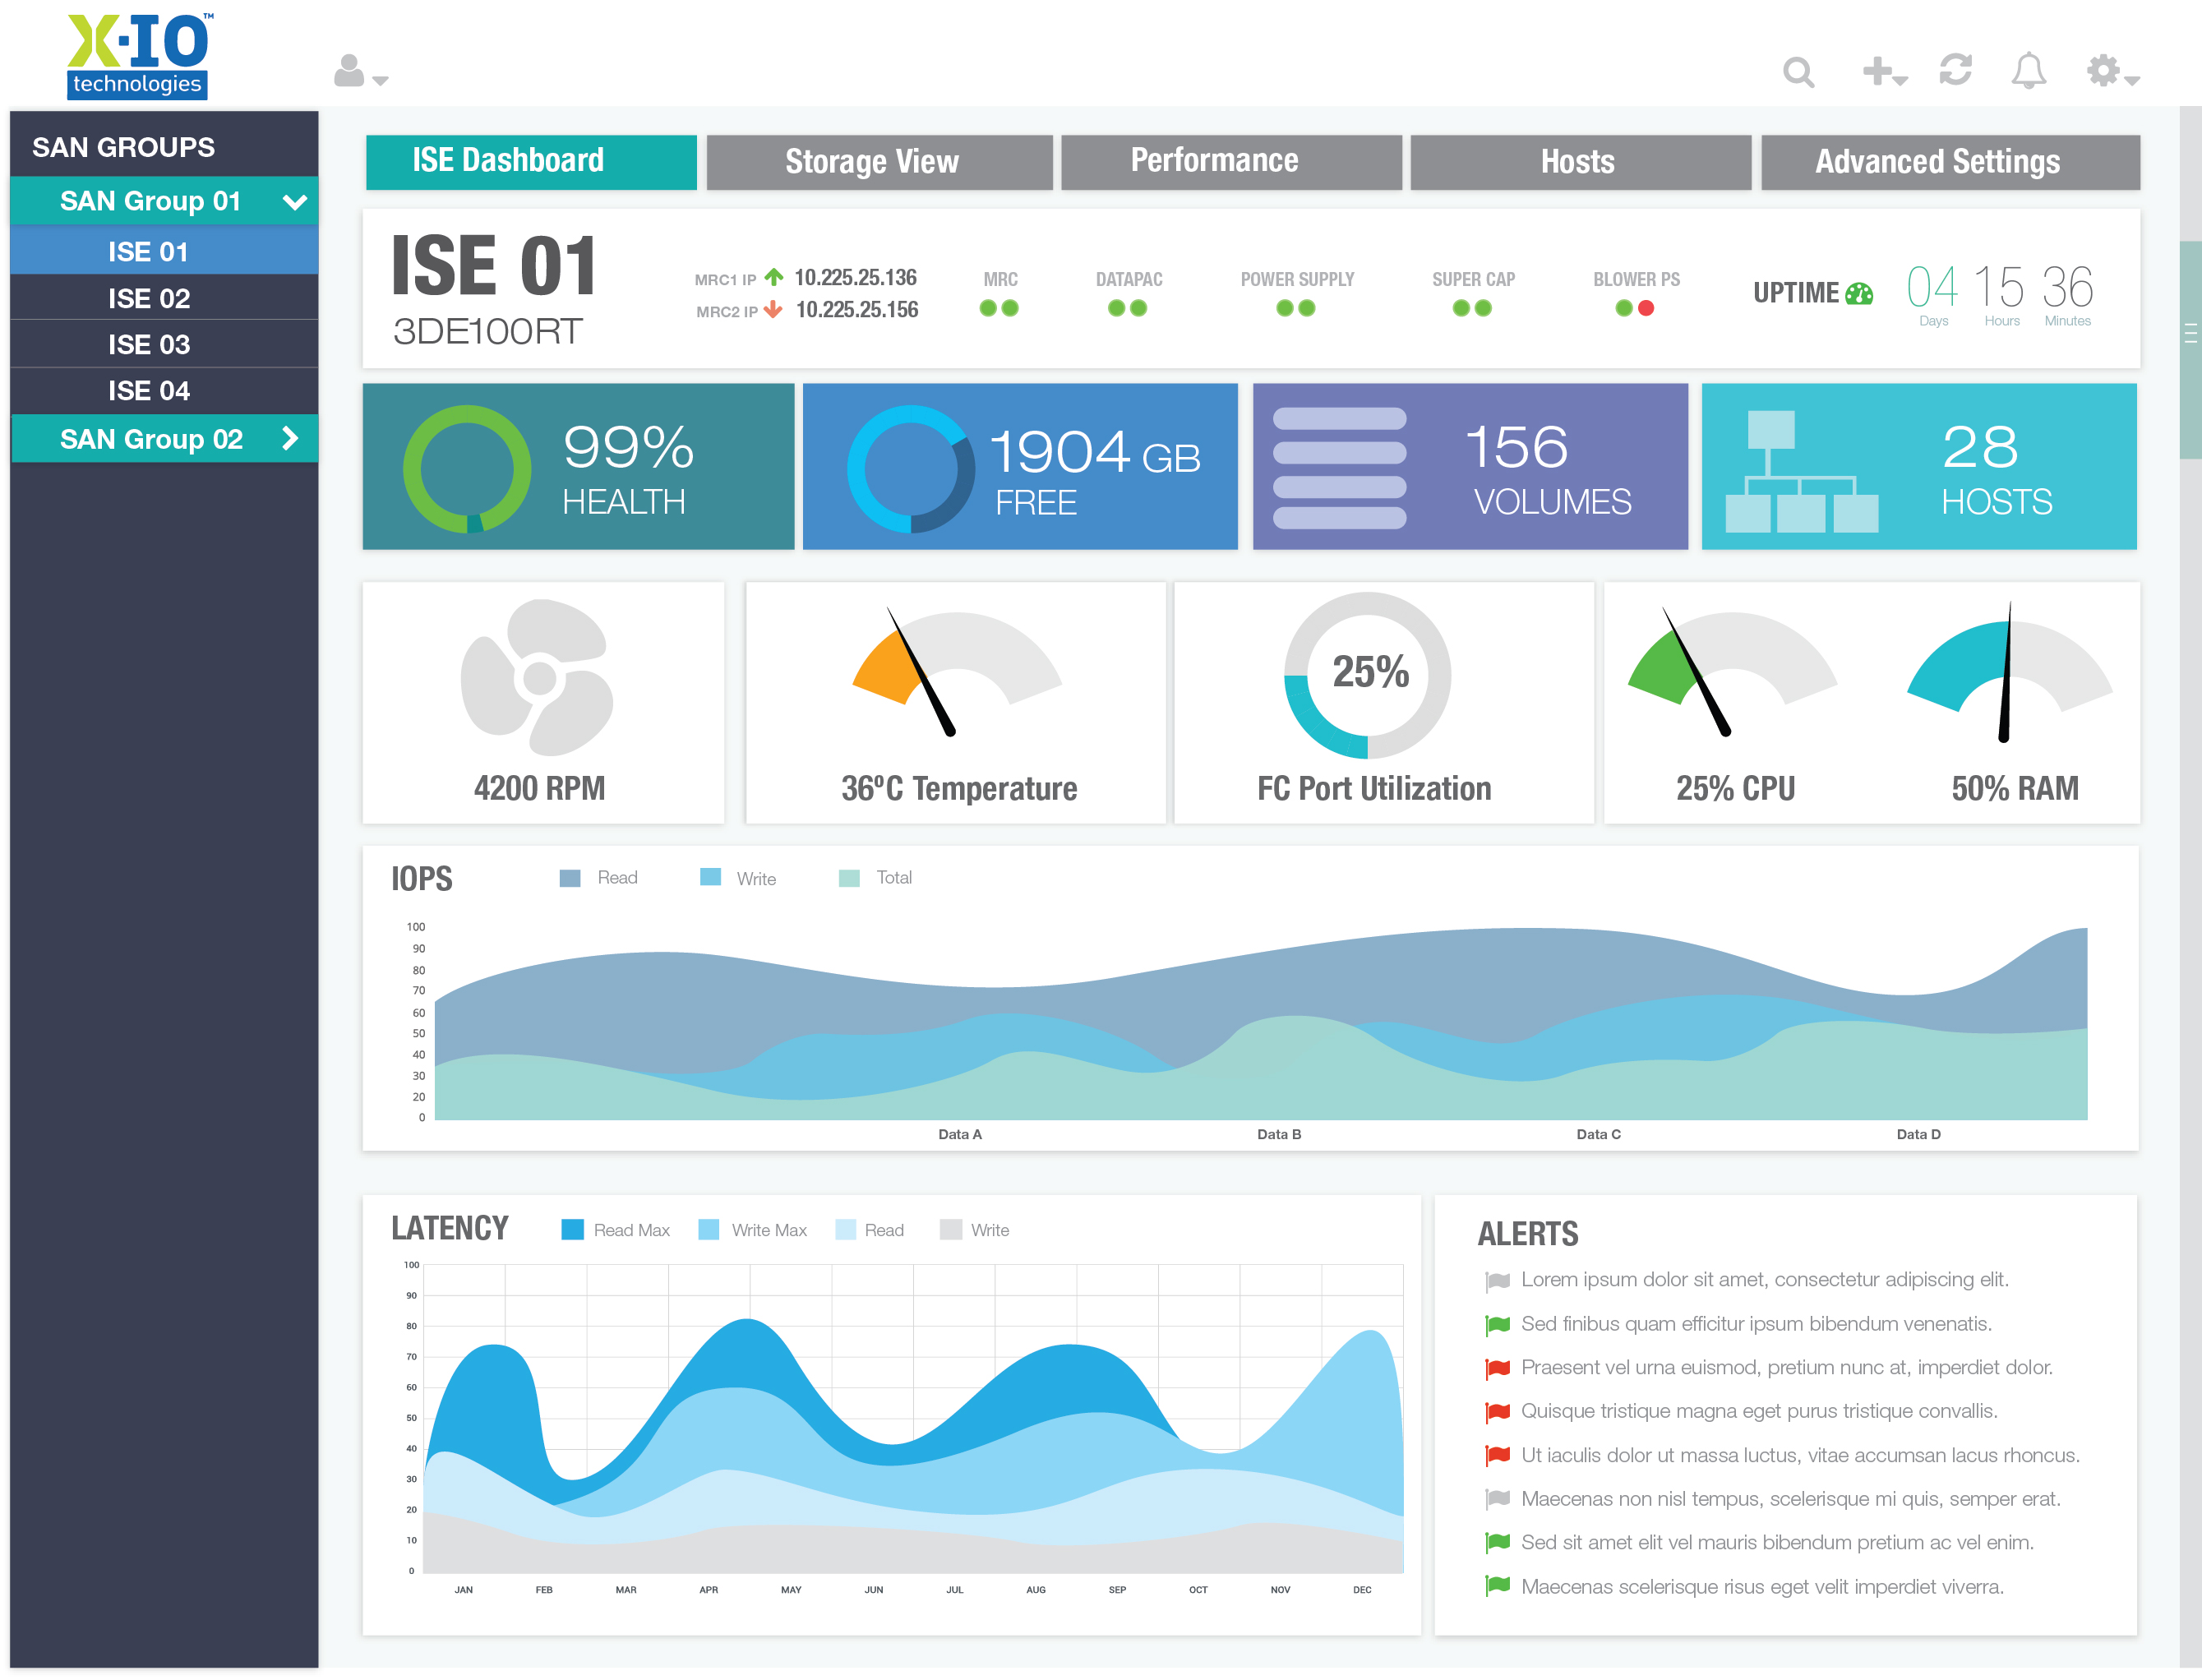 X-IO™
technologies
SAN GROUPS
SAN Group 01
ISE 01
ISE 02
ISE 03
ISE 04
SAN Group 02
ISE Dashboard
Storage View
Performance
Hosts
Advanced Settings
ISE 01
3DE100RT
MRC1 IP 10.225.25.136
MRC2 IP 10.225.25.156
MRC
DATAPAC
POWER SUPPLY
SUPER CAP
BLOWER PS
UPTIME
04 15 36
Days Hours Minutes
99%
HEALTH
1904 GB
FREE
156
VOLUMES
28
HOSTS
4200 RPM
36ºC Temperature
25%
FC Port Utilization
25% CPU
50% RAM
IOPS
Read
Write
Total
100
90
80
70
60
50
40
30
20
0
Data A
Data B
Data C
Data D
LATENCY
Read Max
Write Max
Read
Write
100
90
80
70
60
50
40
30
20
10
0
JAN
FEB
MAR
APR
MAY
JUN
JUL
AUG
SEP
OCT
NOV
DEC
ALERTS
Lorem ipsum dolor sit amet, consectetur adipiscing elit.
Sed finibus quam efficitur ipsum bibendum venenatis.
Praesent vel urna euismod, pretium nunc at, imperdiet dolor.
Quisque tristique magna eget purus tristique convallis.
Ut iaculis dolor ut massa luctus, vitae accumsan lacus rhoncus.
Maecenas non nisl tempus, scelerisque mi quis, semper erat.
Sed sit amet elit vel mauris bibendum pretium ac vel enim.
Maecenas scelerisque risus eget velit imperdiet viverra.